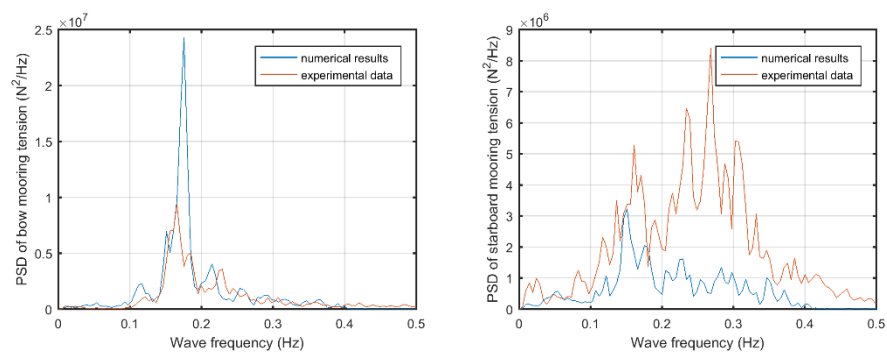 ×10⁷
2.5
2
1.5
1
0.5
0
0 0.1 0.2 0.3 0.4 0.5
PSD of bow mooring tension (N²/Hz)
Wave frequency (Hz)
numerical results
experimental data
×10⁶
9
8
7
6
5
4
3
2
1
0
0 0.1 0.2 0.3 0.4 0.5
PSD of starboard mooring tension (N²/Hz)
Wave frequency (Hz)
numerical results
experimental data